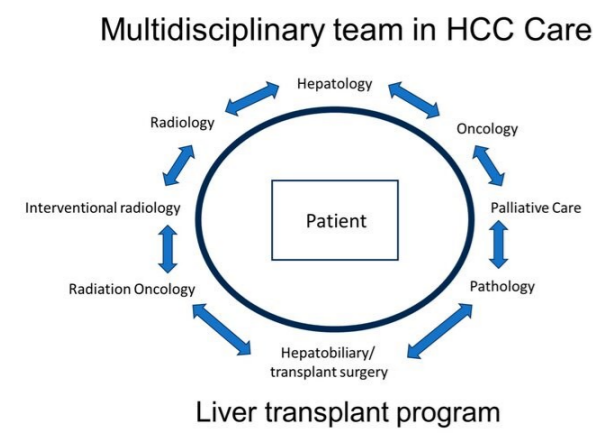 Multidisciplinary team in HCC Care
Hepatology
Radiology
Oncology
Interventional radiology
Patient
Palliative Care
Radiation Oncology
Pathology
Hepatobiliary/
transplant surgery
Liver transplant program